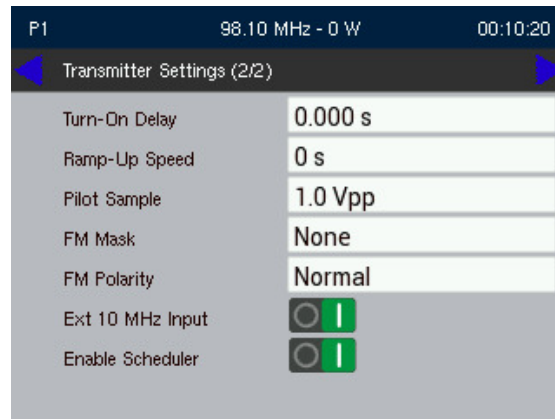 P1 98.10 MHz - 0 W 00:10:20
Transmitter Settings (2/2)
Turn-On Delay 0.000 s
Ramp-Up Speed 0 s
Pilot Sample 1.0 Vpp
FM Mask None
FM Polarity Normal
Ext 10 MHz Input
Enable Scheduler